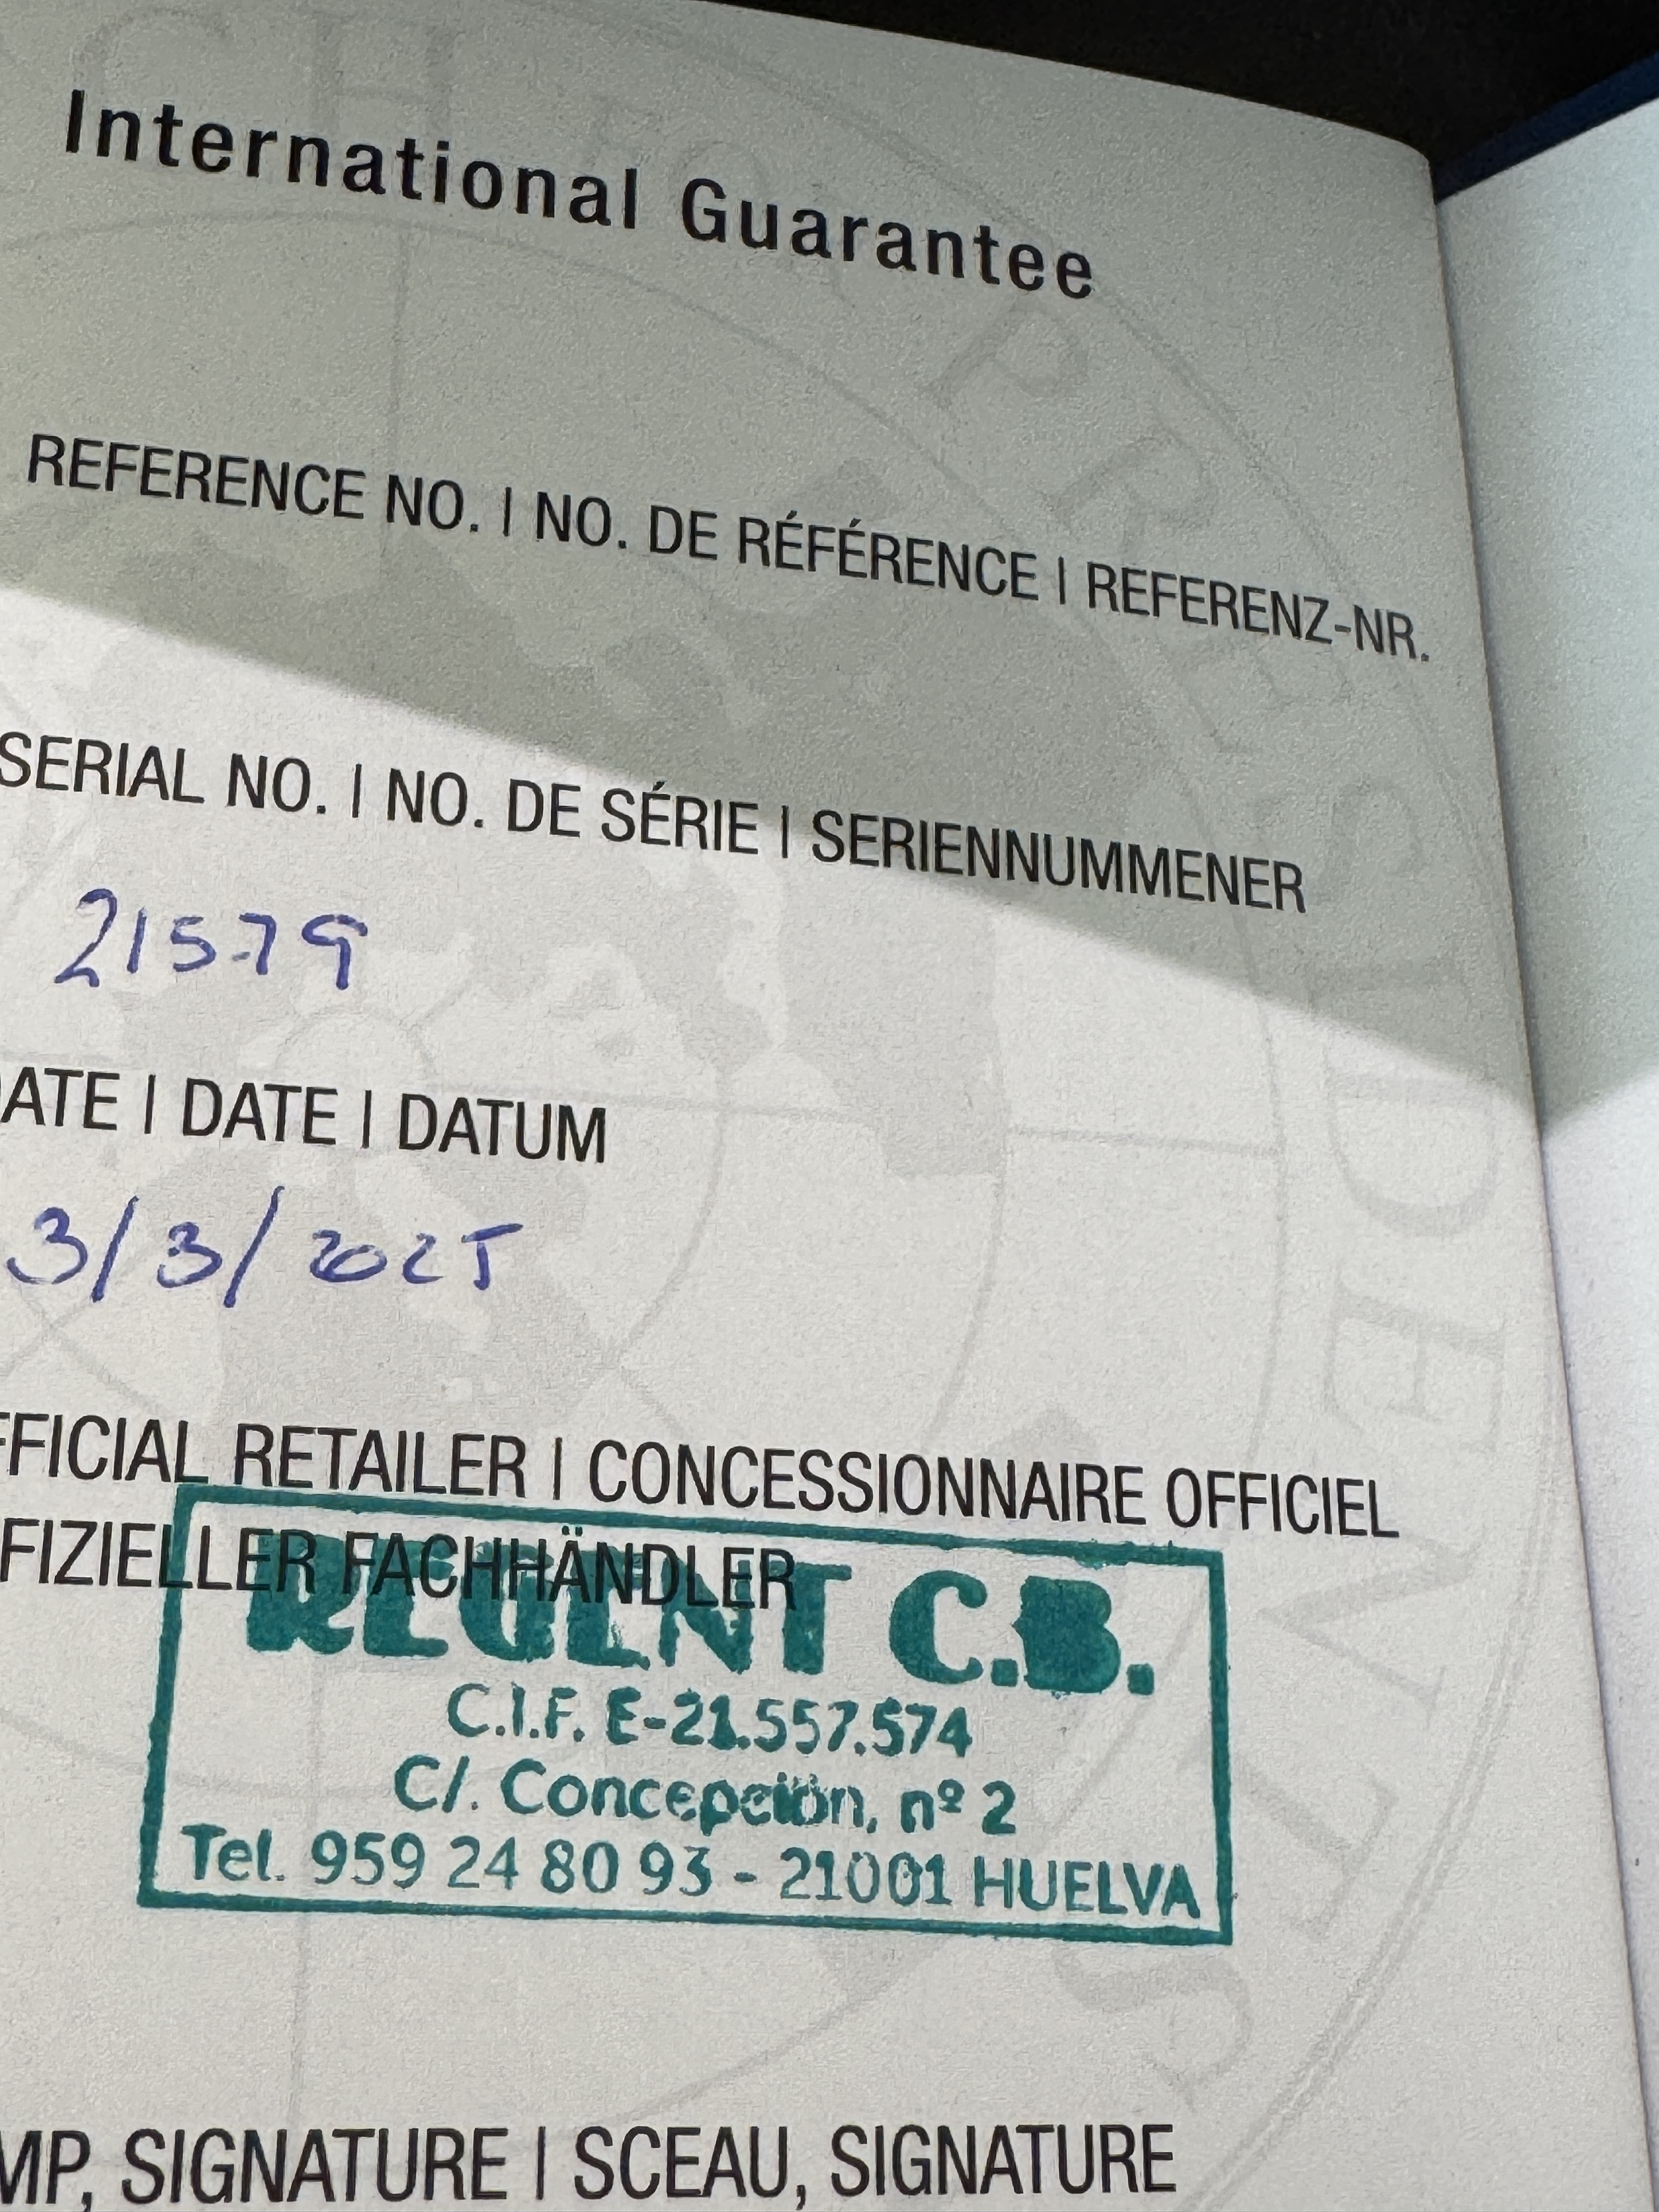 International Guarantee
REFERENCE NO. | NO. DE RÉFÉRENCE | REFERENZ-NR.
SERIAL NO. | NO. DE SÉRIE | SERIENNUMMENER
21579
ATE | DATE | DATUM
3/3/2025
FFICIAL RETAILER | CONCESSIONNAIRE OFFICIEL
FIZIELLER FACHHÄNDLER
REGENT C.B.
C.I.F. E-21.557.574
C/. Concepción, nº 2
Tel. 959 24 80 93 - 21001 HUELVA
MP, SIGNATURE | SCEAU, SIGNATURE